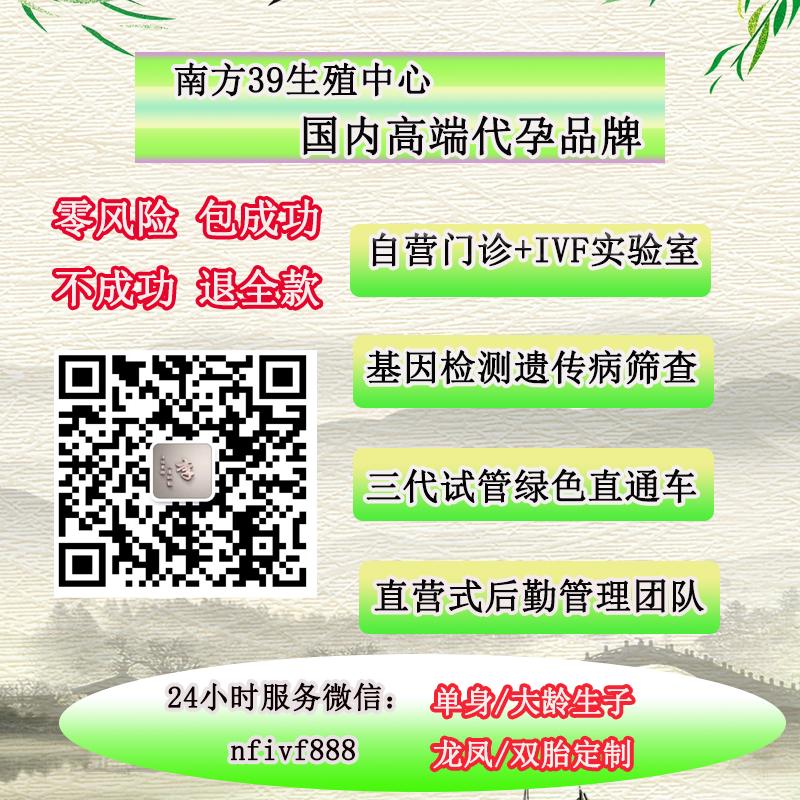 南方39生殖中心
国内高端代孕品牌
零风险 包成功
不成功 退全款
自营门诊+IVF实验室
基因检测遗传病筛查
三代试管绿色直通车
直营式后勤管理团队
24小时服务微信：
nfivf888
单身/大龄生子
龙凤/双胎定制